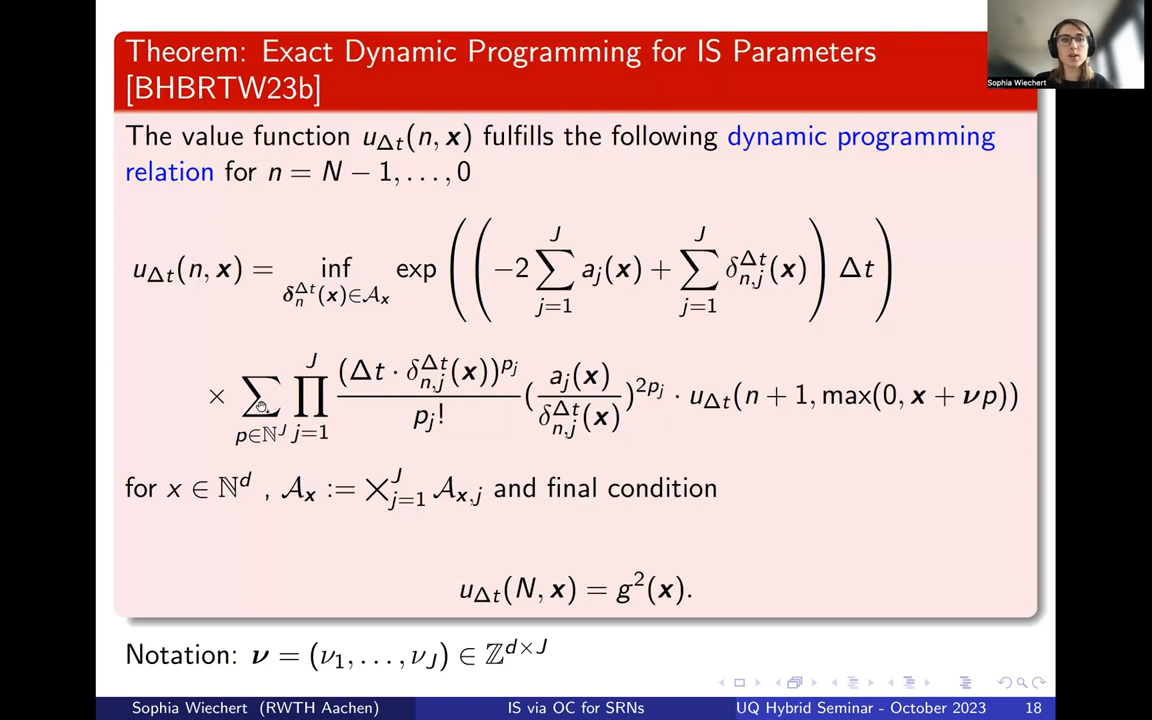 Theorem: Exact Dynamic Programming for IS Parameters
[BHBRTW23b]
Sophia Wiechert
The value function u_{Δt}(n, x) fulfills the following dynamic programming
relation for n = N − 1, . . . , 0
u_{Δt}(n, x) = inf_{δ_n^{Δt}(x)∈A_x} exp ( ( −2 ∑_{j=1}^{J} a_j(x) + ∑_{j=1}^{J} δ_{n,j}^{Δt}(x) ) Δt )
× ∑_{p∈ℕ^J} ∏_{j=1}^{J} (Δt · δ_{n,j}^{Δt}(x))^{p_j} / p_j! (a_j(x) / δ_{n,j}^{Δt}(x))^{2p_j} · u_{Δt}(n + 1, max(0, x + νp))
for x ∈ ℕ^d , A_x := ⨉_{j=1}^{J} A_{x,j} and final condition
u_{Δt}(N, x) = g^2(x).
Notation: ν = (ν_1, . . . , ν_J) ∈ ℤ^{d×J}
Sophia Wiechert (RWTH Aachen) IS via OC for SRNs UQ Hybrid Seminar - October 2023 18